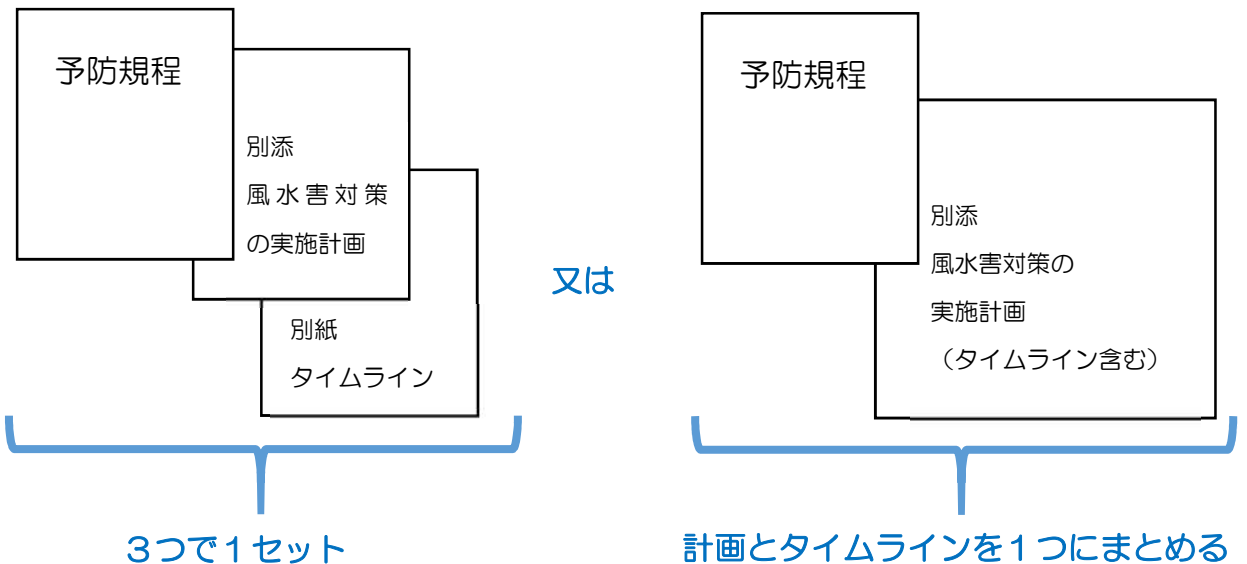 予防規程
別添
風水害対策
の実施計画
別紙
タイムライン
３つで１セット
又は
予防規程
別添
風水害対策の
実施計画
（タイムライン含む）
計画とタイムラインを１つにまとめる